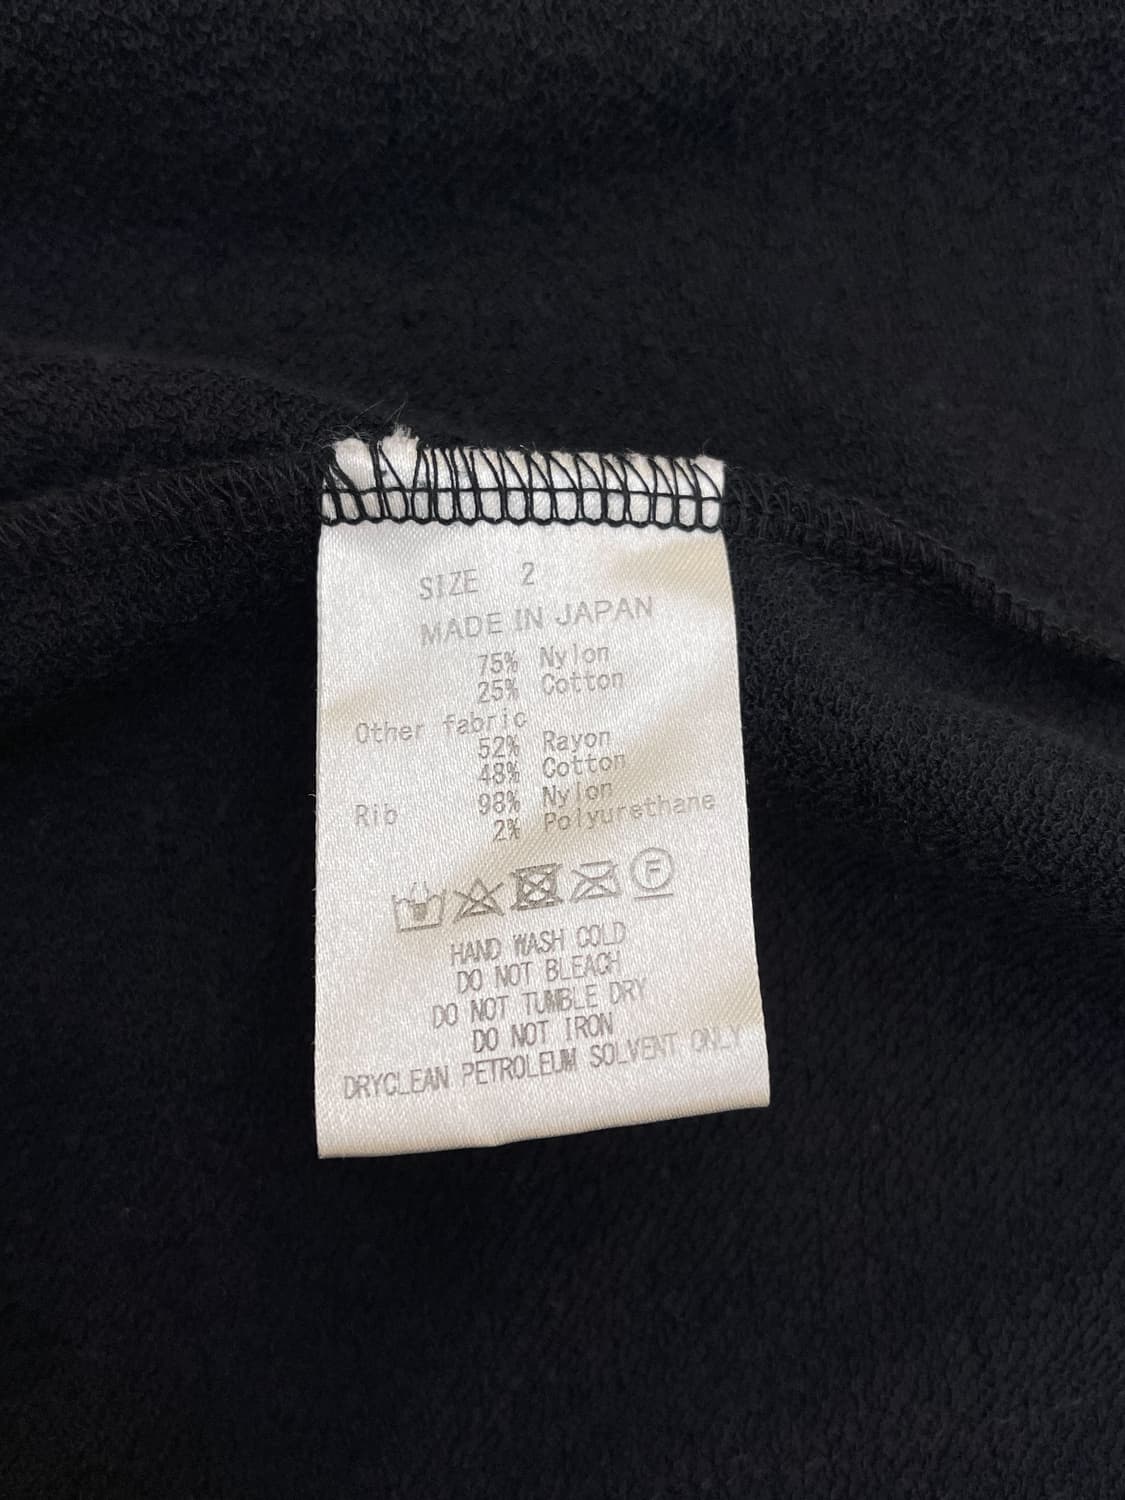 SIZE 2
MADE IN JAPAN
75% Nylon
25% Cotton
Other fabric
52% Rayon
48% Cotton
Rib 98% Nylon
2% Polyurethane
F
HAND WASH COLD
DO NOT BLEACH
DO NOT TUMBLE DRY
DO NOT IRON
DRYCLEAN PETROLEUM SOLVENT ONLY